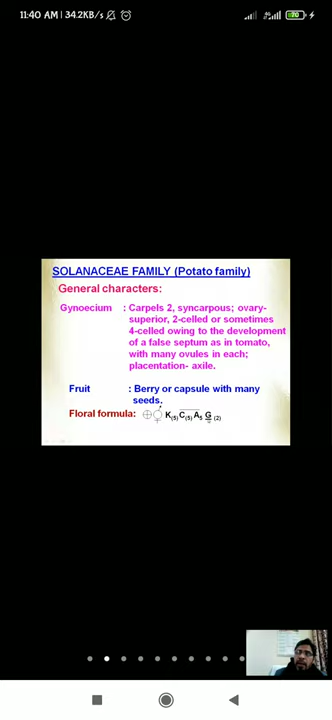 11:40 AM | 34.2KB/s
4G
70
SOLANACEAE FAMILY (Potato family)
General characters:
Gynoecium : Carpels 2, syncarpous; ovary-
superior, 2-celled or sometimes
4-celled owing to the development
of a false septum as in tomato,
with many ovules in each;
placentation- axile.
Fruit : Berry or capsule with many
seeds.
Floral formula: ⊕⚥ K(5) C(5) A5 G (2)